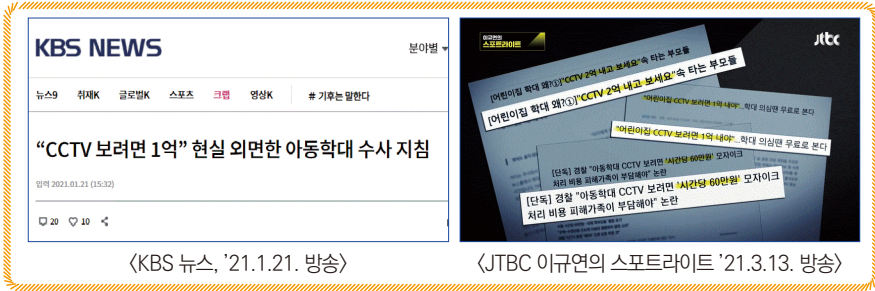 KBS NEWS
분야별
뉴스9 취재K 글로벌K 스포츠 크랩 영상K # 기후는 말한다
“CCTV 보려면 1억” 현실 외면한 아동학대 수사 지침
입력 2021.01.21 (15:32)
20 10
〈KBS 뉴스, ’21.1.21. 방송〉
이규연의
스포트라이트
JTBC
[어린이집 학대 왜?①]"CCTV 2억 내고 보세요"속 타는 부모들
[어린이집 학대 왜?①]"CCTV 2억 내고 보세요"속 타는 부모들
"어린이집 CCTV 보려면 1억 내야"...학대 의심땐 무료로 본다
"어린이집 CCTV 보려면 1억 내야"...학대 의심땐 무료로 본다
[단독] 경찰 "아동학대 CCTV 보려면 '시간당 60만원' 모자이크
처리 비용 피해가족이 부담해야" 논란
[단독] 경찰 "아동학대 CCTV 보려면 '시간당 60만원' 모자이크
처리 비용 피해가족이 부담해야" 논란
〈JTBC 이규연의 스포트라이트 ’21.3.13. 방송〉